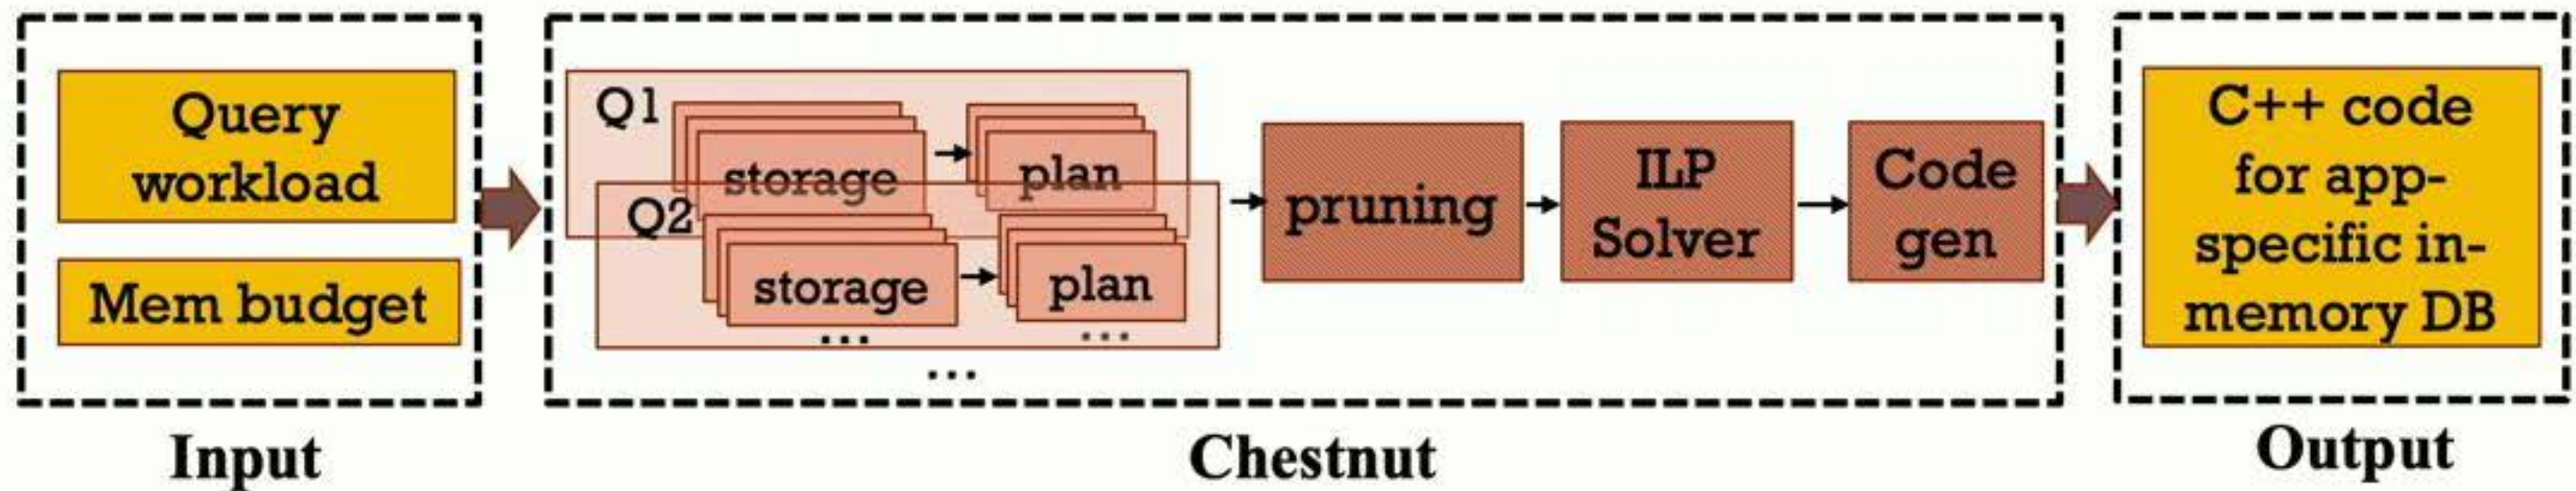 Query
workload
Mem budget
Input
Q1
storage
plan
Q2
storage
plan
...
...
...
pruning
ILP
Solver
Code
gen
Chestnut
C++ code
for app-
specific in-
memory DB
Output